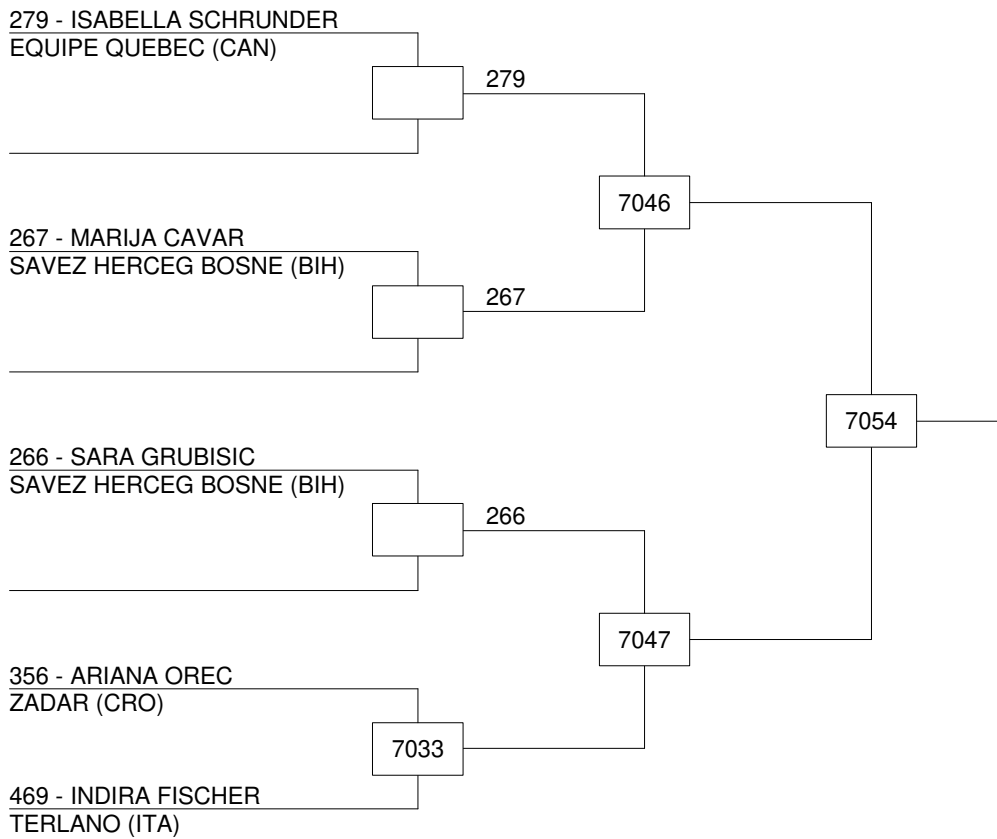 279 - ISABELLA SCHRUNDER
EQUIPE QUEBEC (CAN)
279
7046
267 - MARIJA CAVAR
SAVEZ HERCEG BOSNE (BIH)
267
7054
266 - SARA GRUBISIC
SAVEZ HERCEG BOSNE (BIH)
266
7047
356 - ARIANA OREC
ZADAR (CRO)
7033
469 - INDIRA FISCHER
TERLANO (ITA)